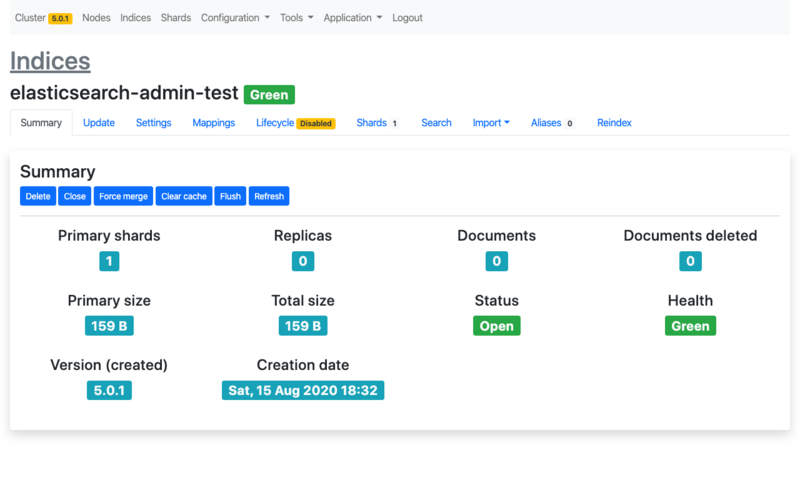 Cluster 5.0.1 Nodes Indices Shards Configuration Tools Application Logout
Indices
elasticsearch-admin-test Green
Summary Update Settings Mappings Lifecycle Disabled Shards 1 Search Import Aliases 0 Reindex
Summary
Delete Close Force merge Clear cache Flush Refresh
Primary shards Replicas Documents Documents deleted
1 0 0 0
Primary size Total size Status Health
159 B 159 B Open Green
Version (created) Creation date
5.0.1 Sat, 15 Aug 2020 18:32